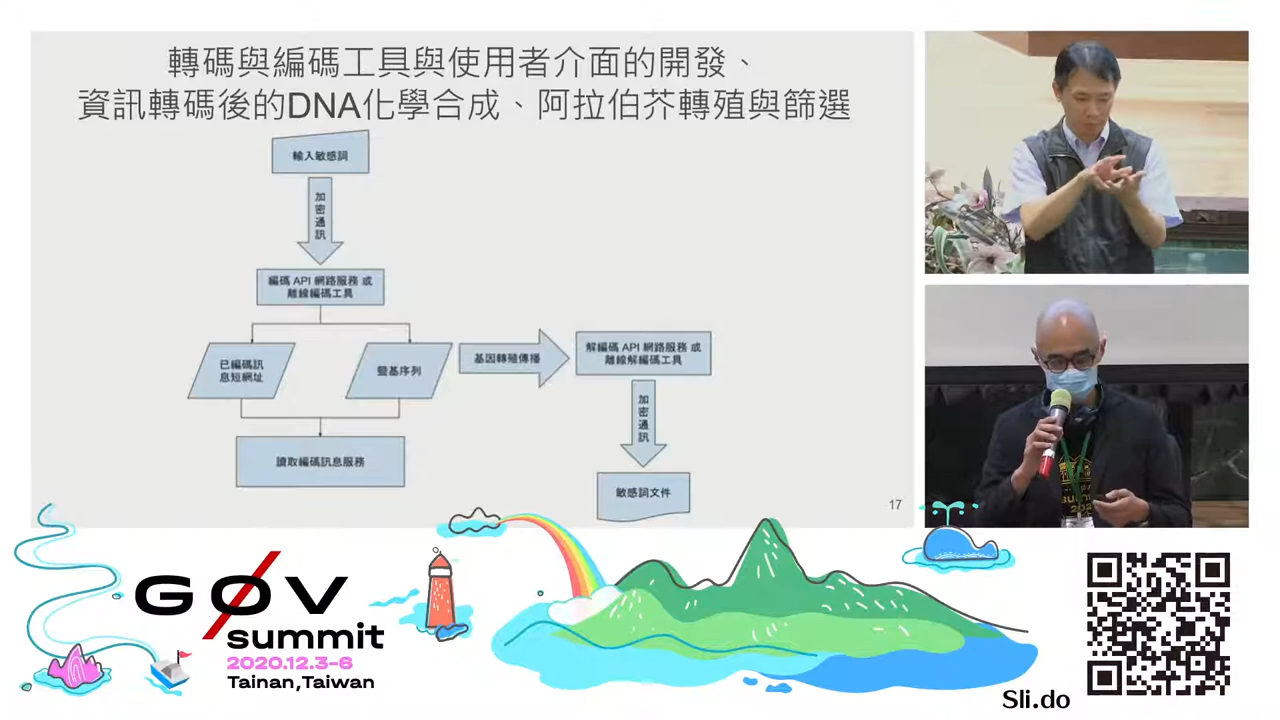 轉碼與編碼工具與使用者介面的開發、
資訊轉碼後的DNA化學合成、阿拉伯芥轉殖與篩選
輸入敏感詞
加密通訊
編碼 API 網路服務 或
離線編碼工具
已編碼訊
息短網址
鹽基序列
基因轉殖傳播
解編碼 API 網路服務 或
離線解編碼工具
讀取編碼訊息服務
加密通訊
敏感詞文件
17
GØV
summit
2020.12.3-6
Tainan,Taiwan
Sli.do